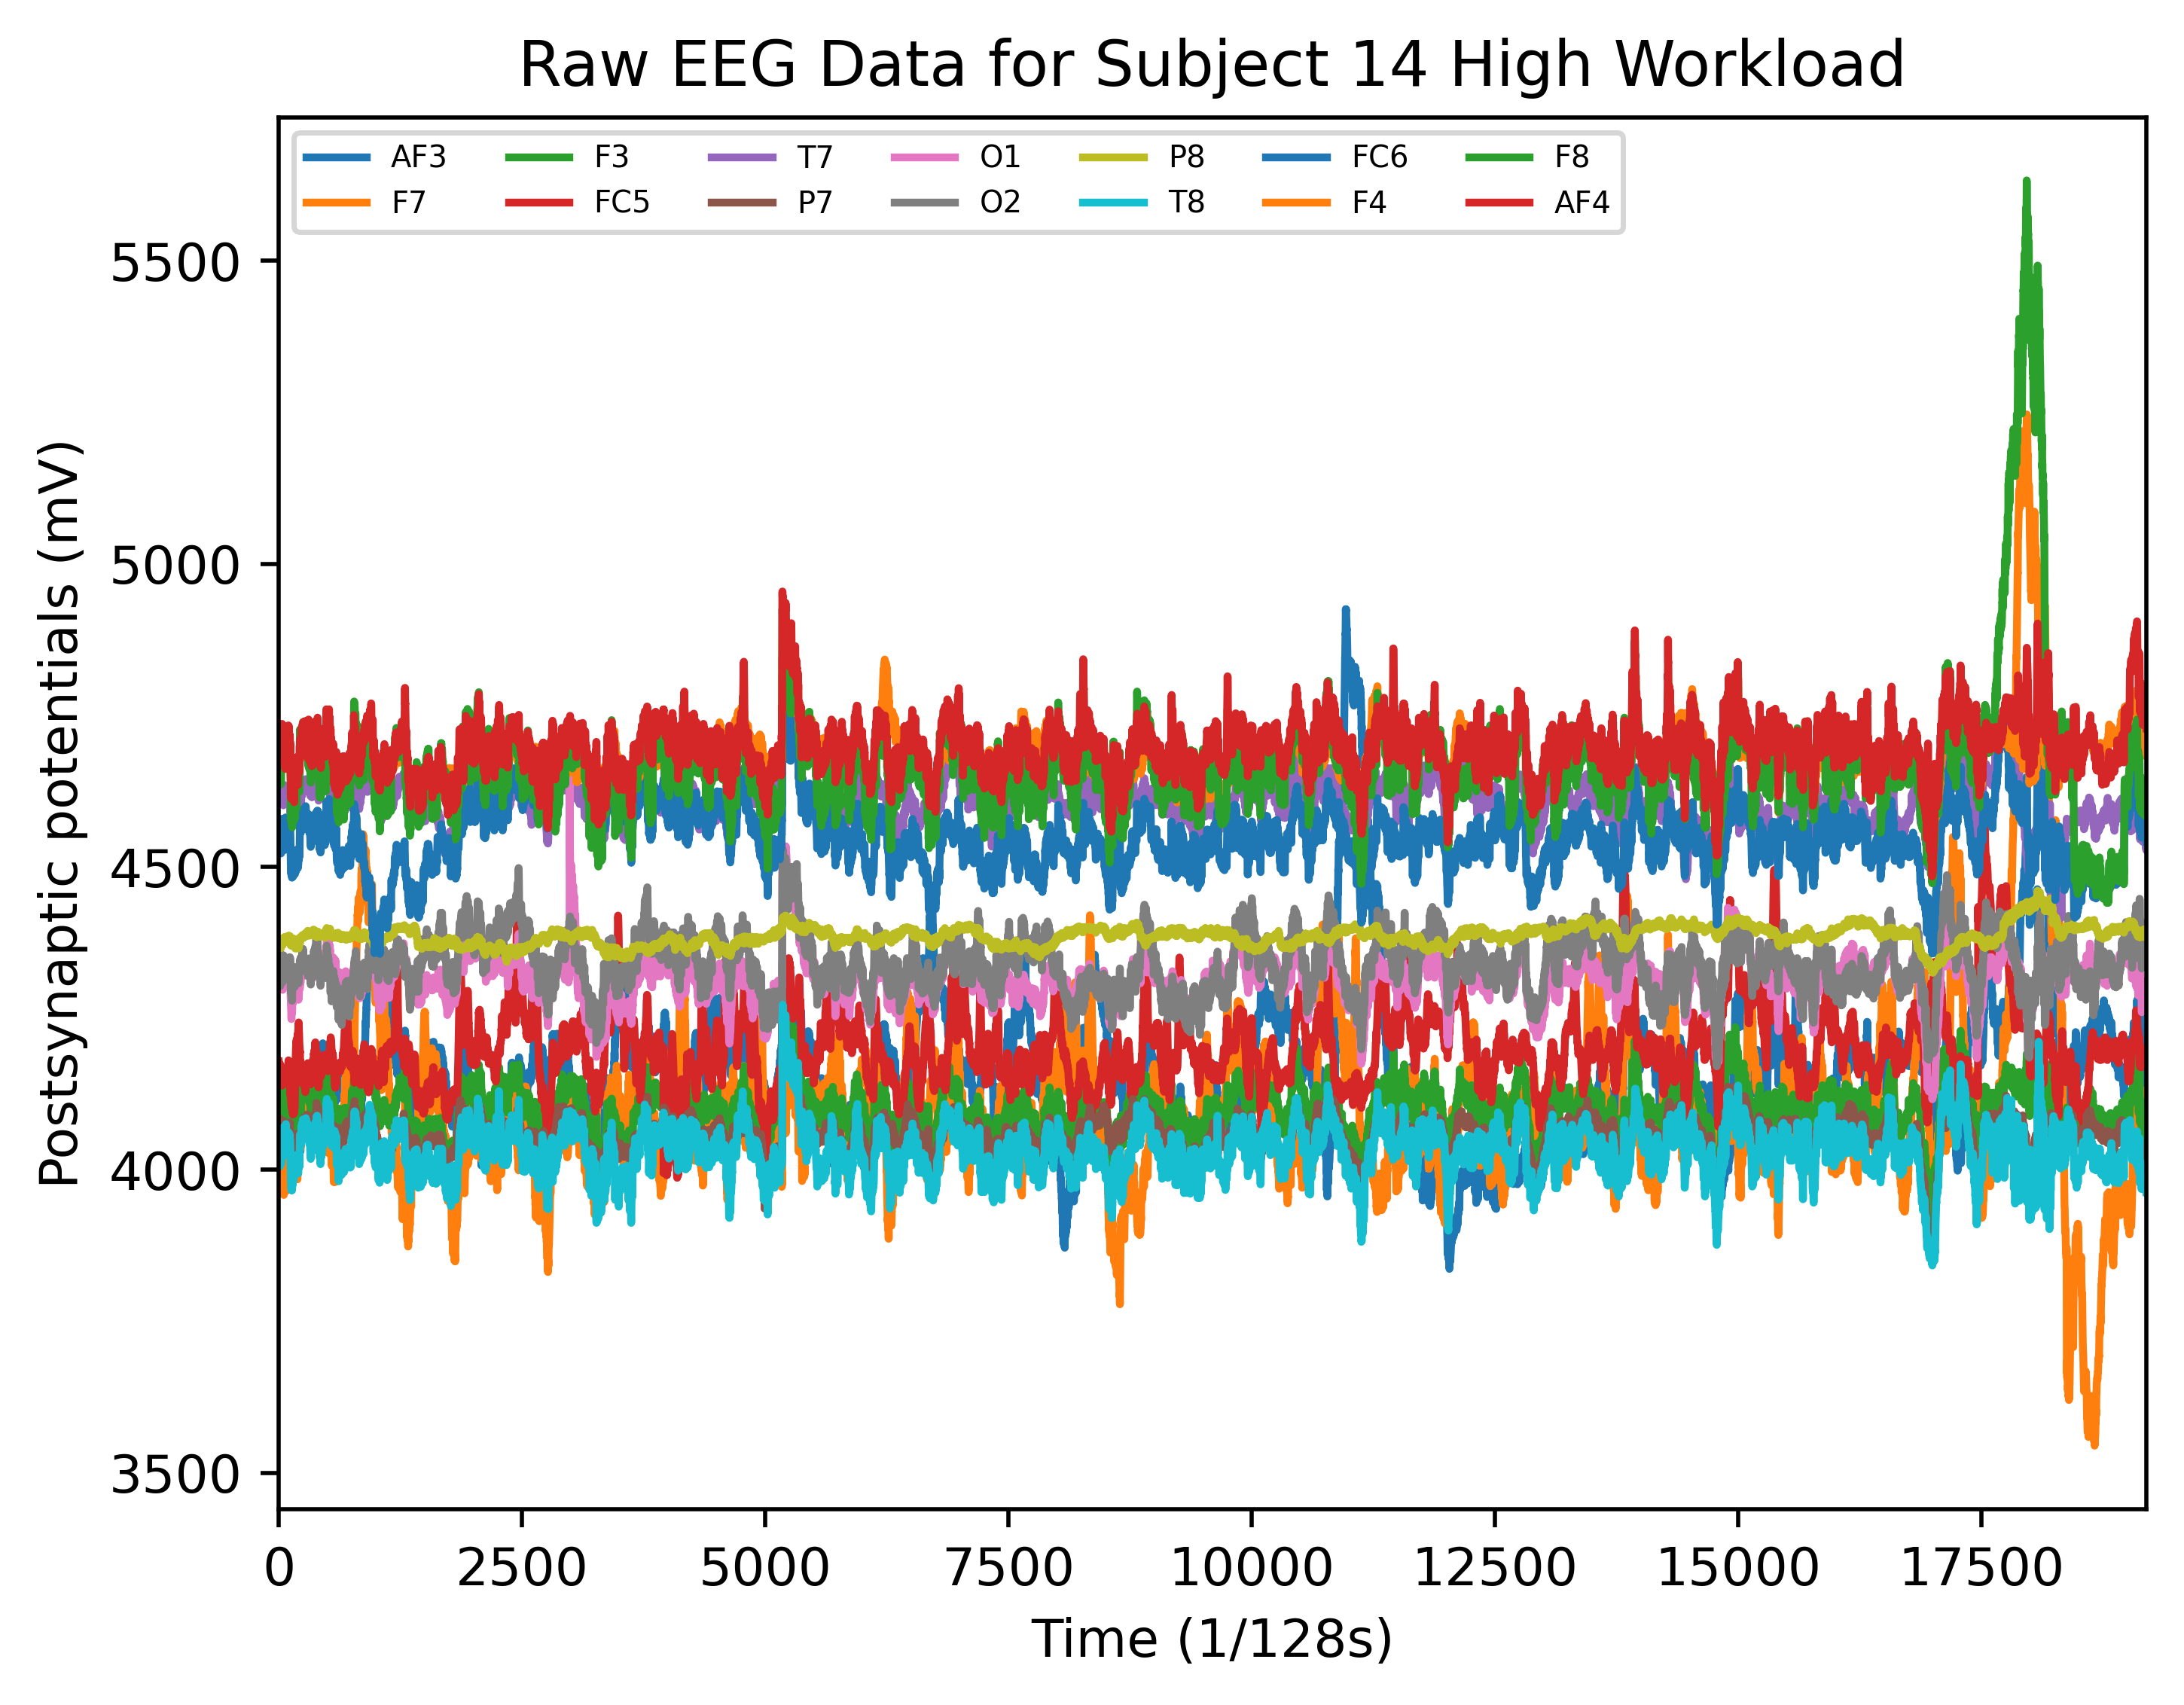 Raw EEG Data for Subject 14 High Workload
AF3 F3 T7 O1 P8 FC6 F8
F7 FC5 P7 O2 T8 F4 AF4
Postsynaptic potentials (mV)
5500
5000
4500
4000
3500
0 2500 5000 7500 10000 12500 15000 17500
Time (1/128s)